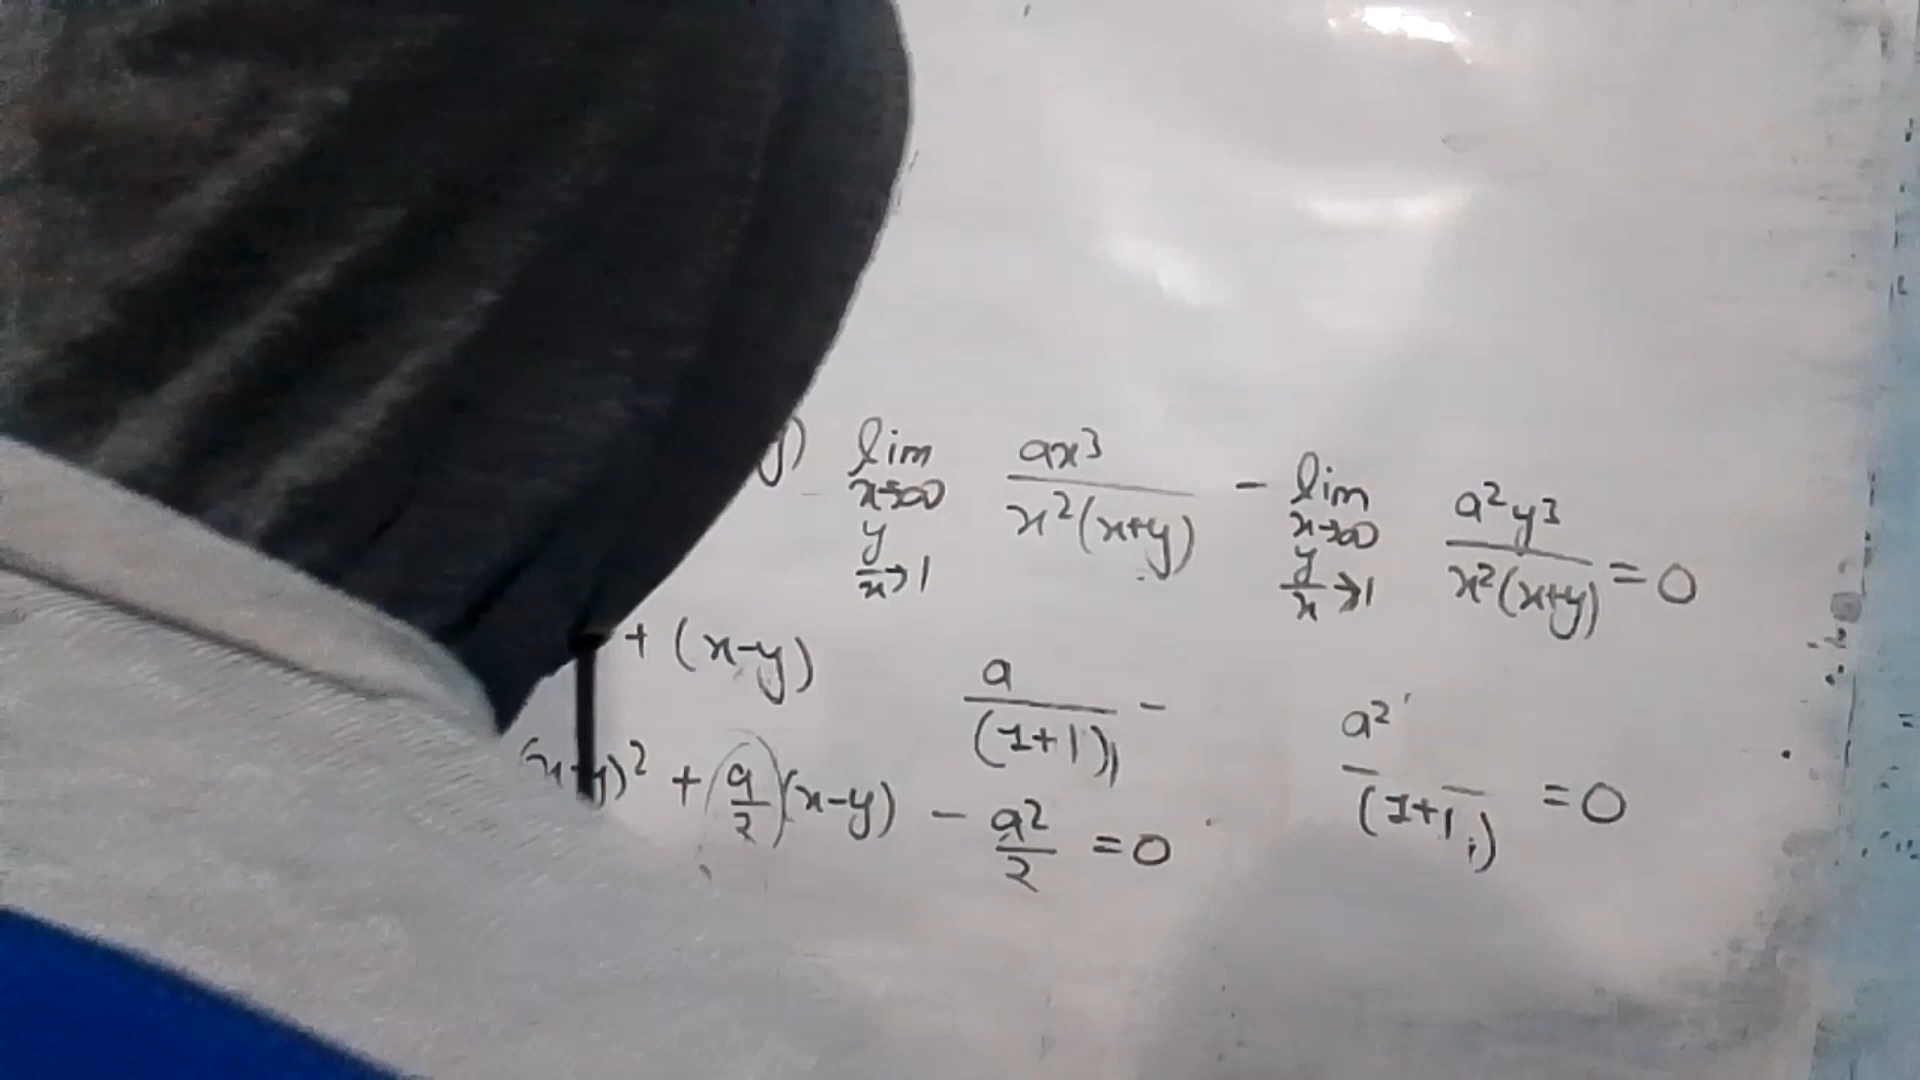 y) lim x→∞ y/x→1 ax³/x²(x+y) - lim x→∞ y/x→1 a²y³/x²(x+y) = 0
+ (x-y) a/(1+1) - a²/(1+1) = 0
(x-y)² + (a/2)(x-y) - a²/2 = 0